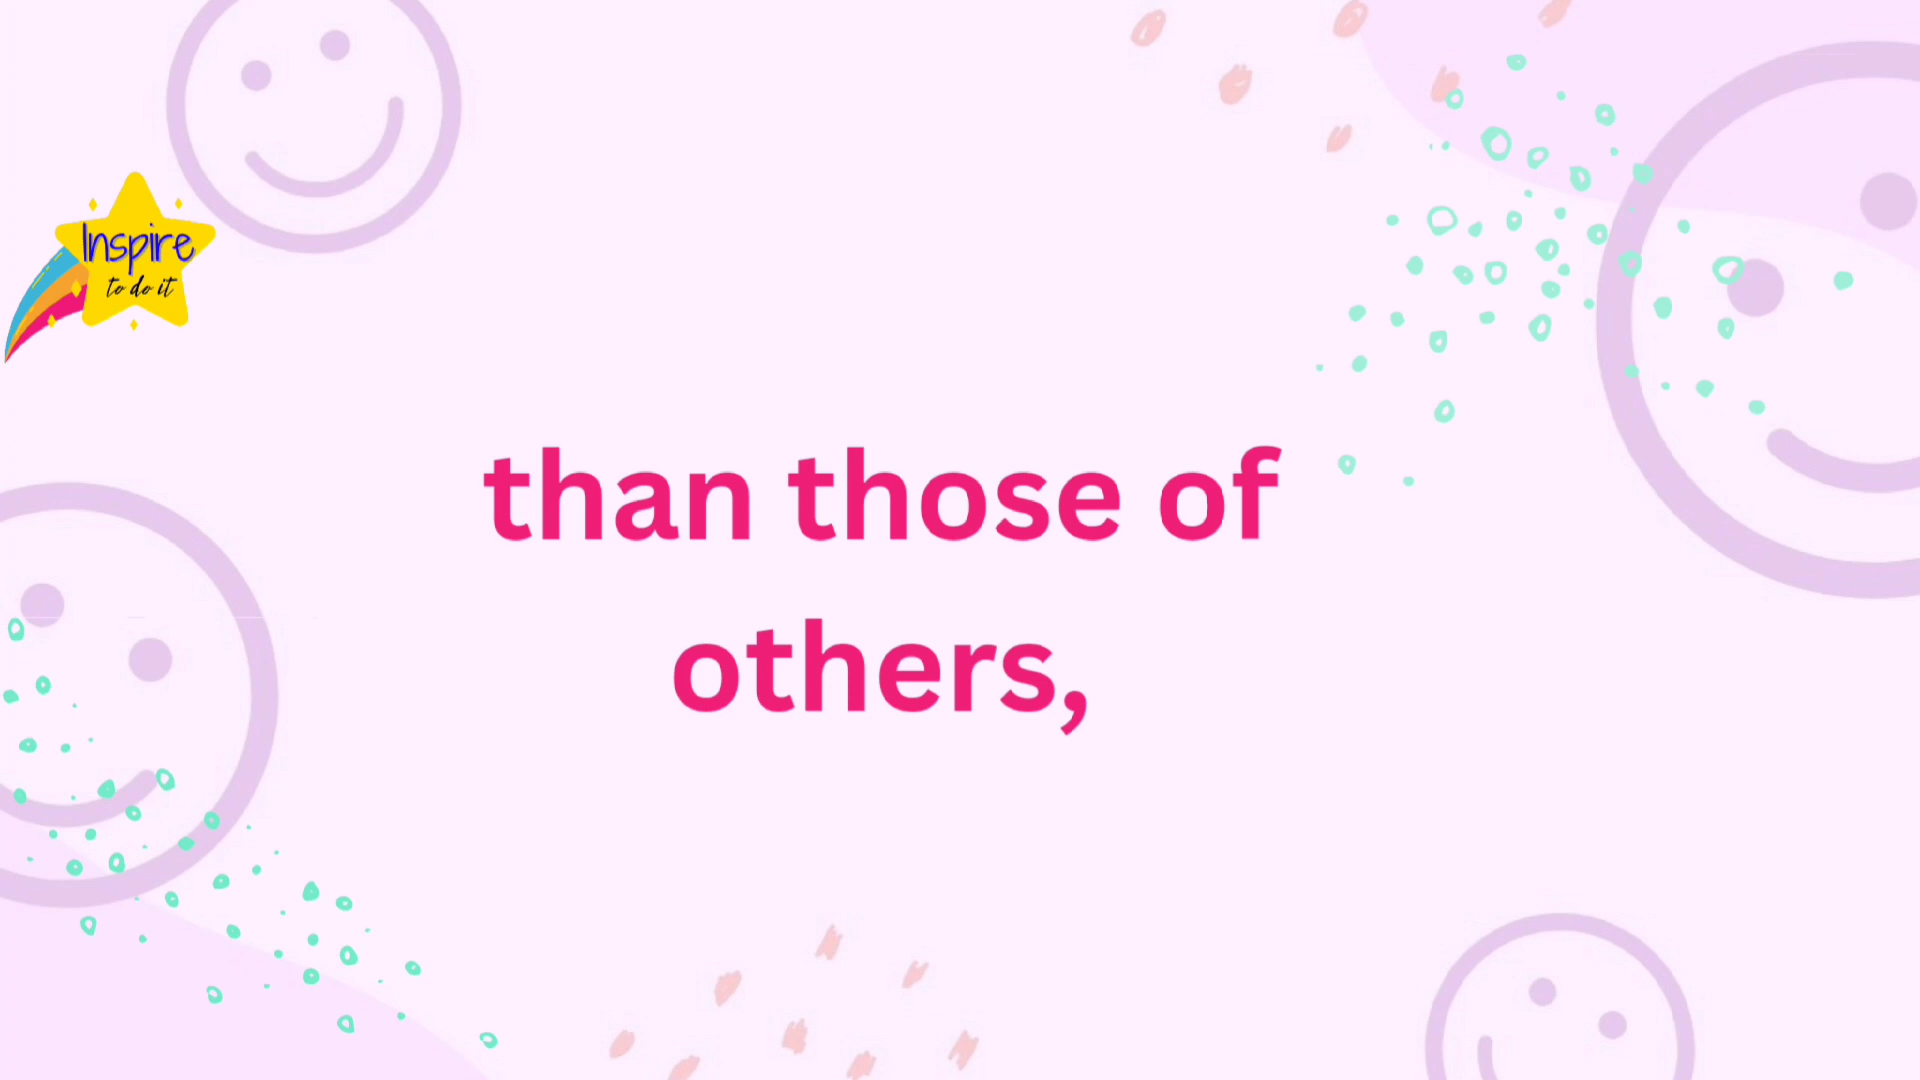 Inspire
to do it
than those of
others,